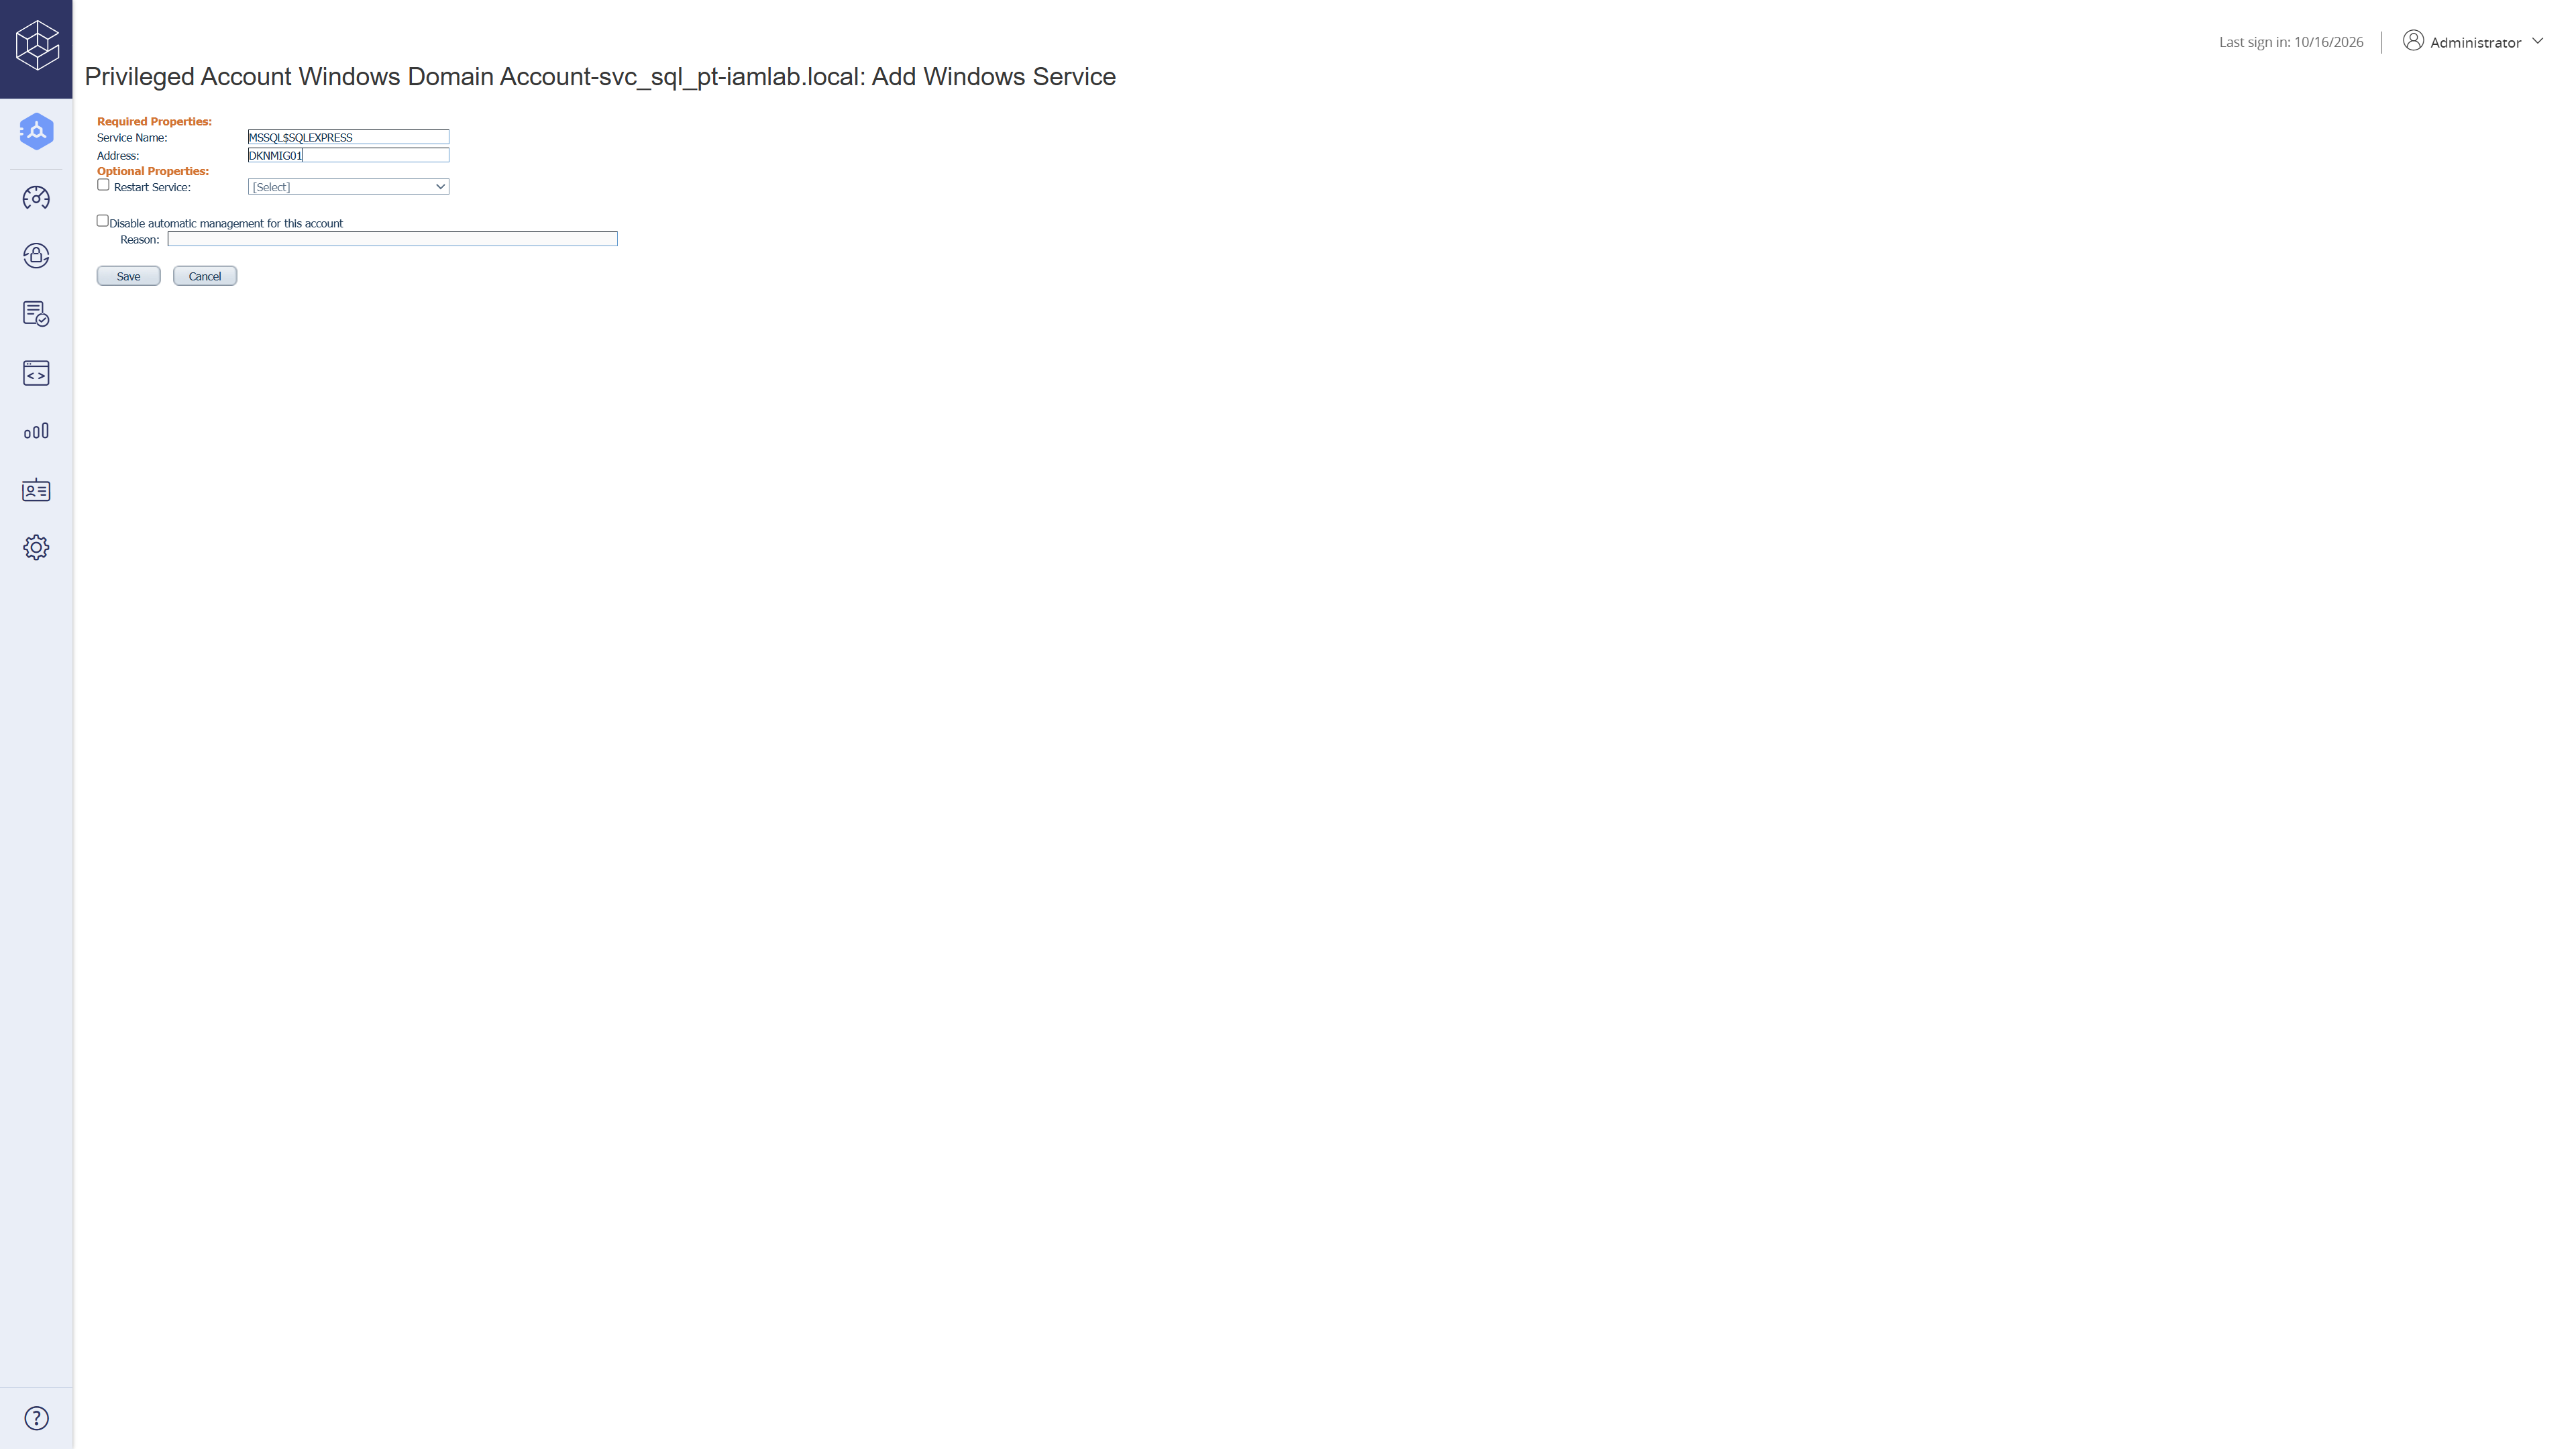 Last sign in: 10/16/2026
Administrator
Privileged Account Windows Domain Account-svc_sql_pt-iamlab.local: Add Windows Service
Required Properties:
Service Name: MSSQL$SQLEXPRESS
Address: DKNMIG01
Optional Properties:
Restart Service: [Select]
Disable automatic management for this account
Reason:
Save Cancel